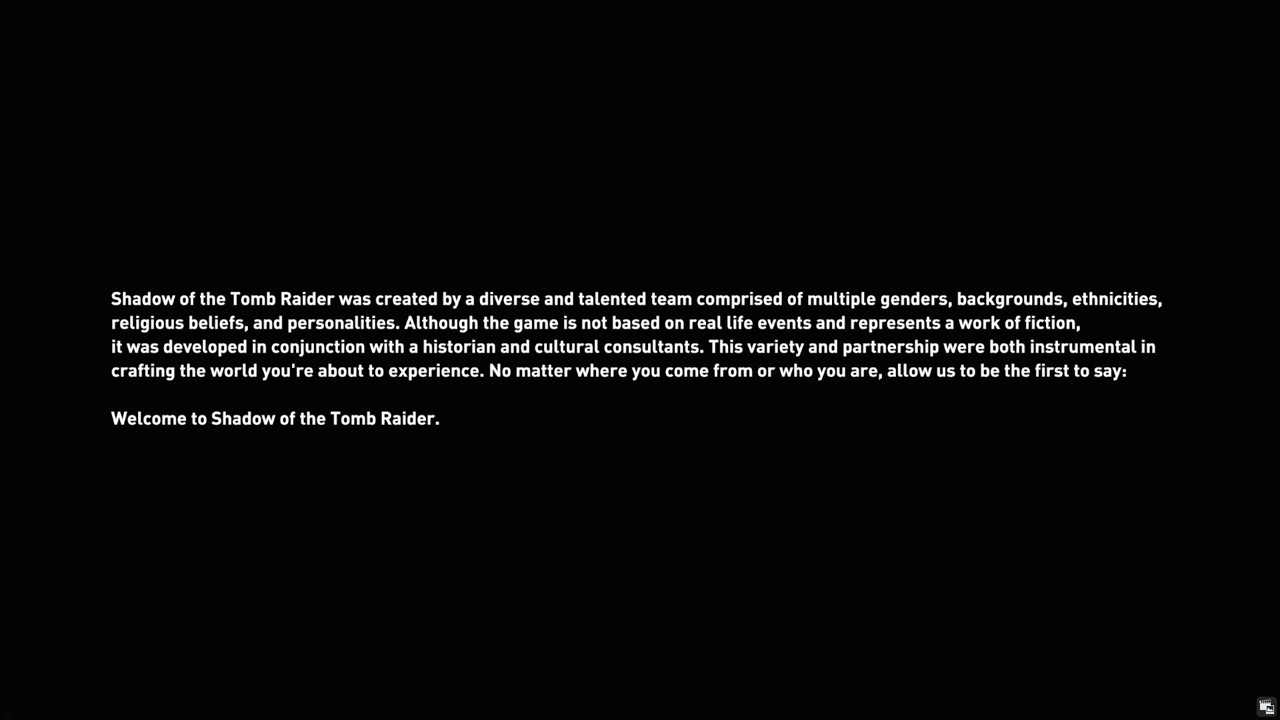 Shadow of the Tomb Raider was created by a diverse and talented team comprised of multiple genders, backgrounds, ethnicities,
religious beliefs, and personalities. Although the game is not based on real life events and represents a work of fiction,
it was developed in conjunction with a historian and cultural consultants. This variety and partnership were both instrumental in
crafting the world you're about to experience. No matter where you come from or who you are, allow us to be the first to say:
Welcome to Shadow of the Tomb Raider.